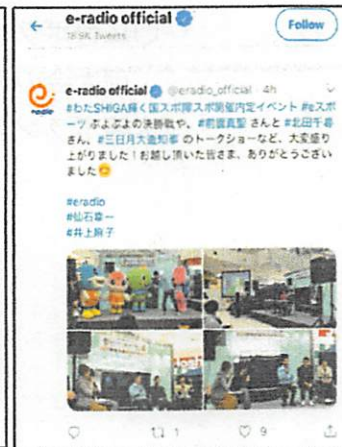 e-radio official
18.9K Tweets
Follow
e-radio official @eradio_official · 4h
#わたSHIGA輝く国スポ障スポ開催内定イベント #eスポ
ーツ ぷよぷよの決勝戦や、#前園真聖 さんと #北田千尋
さん、#三日月大造知事 のトークショーなど、大変盛り
上がりました！お越し頂いた皆さま、ありがとうござい
ました
#eradio
#仙石幸一
#井上麻子
1
9